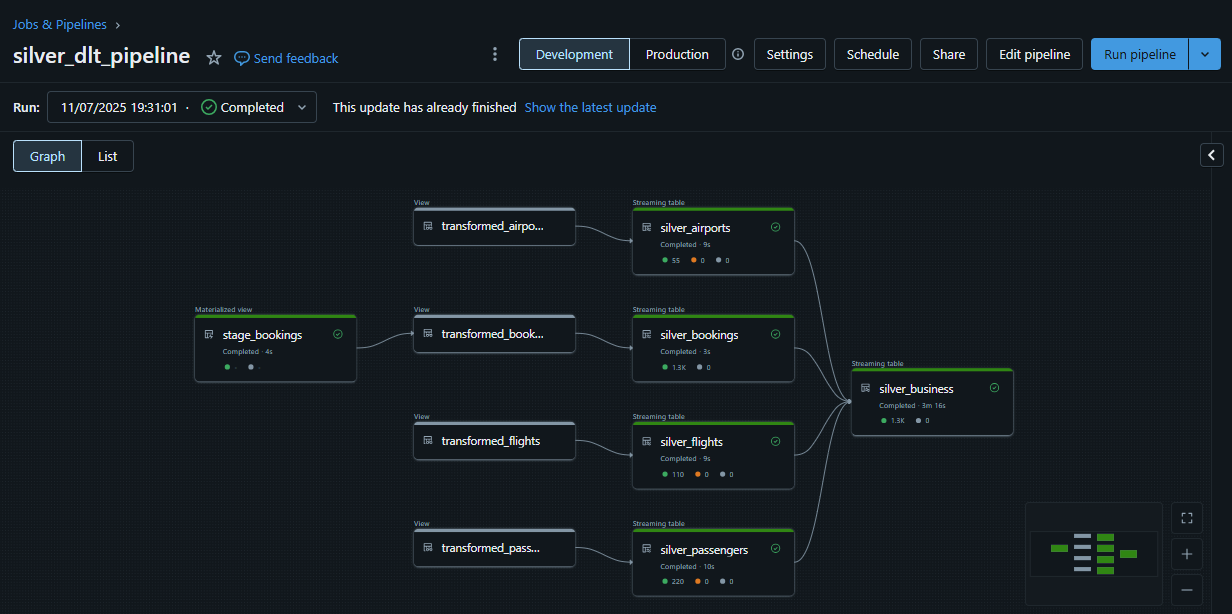 Jobs & Pipelines ›
silver_dlt_pipeline
Send feedback
Development
Production
Settings
Schedule
Share
Edit pipeline
Run pipeline
Run:
11/07/2025 19:31:01 · Completed
This update has already finished
Show the latest update
Graph
List
View
transformed_airpo...
Streaming table
silver_airports
Completed · 9s
55 0 0
Materialized view
stage_bookings
Completed · 4s
- -
View
transformed_book...
Streaming table
silver_bookings
Completed · 3s
1.3K 0
Streaming table
silver_business
Completed · 3m 16s
1.3K 0
View
transformed_flights
Streaming table
silver_flights
Completed · 9s
110 0 0
View
transformed_pass...
Streaming table
silver_passengers
Completed · 10s
220 0 0